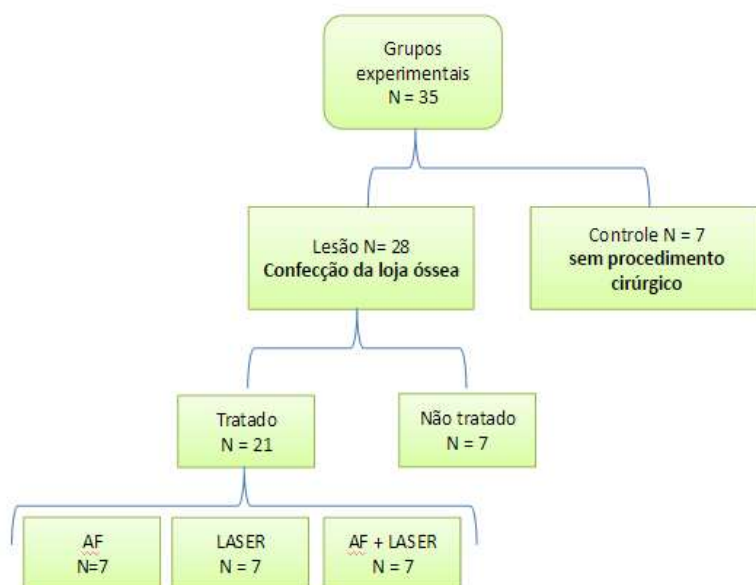 Grupos
experimentais
N = 35
Lesão N= 28
Confecção da loja óssea
Controle N = 7
sem procedimento
cirúrgico
Tratado
N = 21
Não tratado
N = 7
AF
N=7
LASER
N = 7
AF + LASER
N = 7